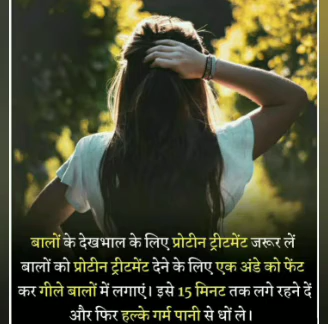 बालों के देखभाल के लिए प्रोटीन ट्रीटमेंट जरूर लें
बालों को प्रोटीन ट्रीटमेंट देने के लिए एक अंडे को फेंट
कर गीले बालों में लगाएं। इसे 15 मिनट तक लगे रहने दें
और फिर हल्के गर्म पानी से धों ले।